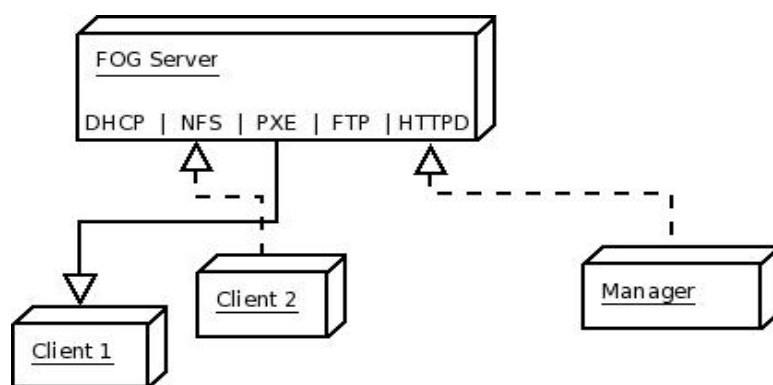 FOG Server
DHCP | NFS | PXE | FTP | HTTPD
Client 2
Manager
Client 1